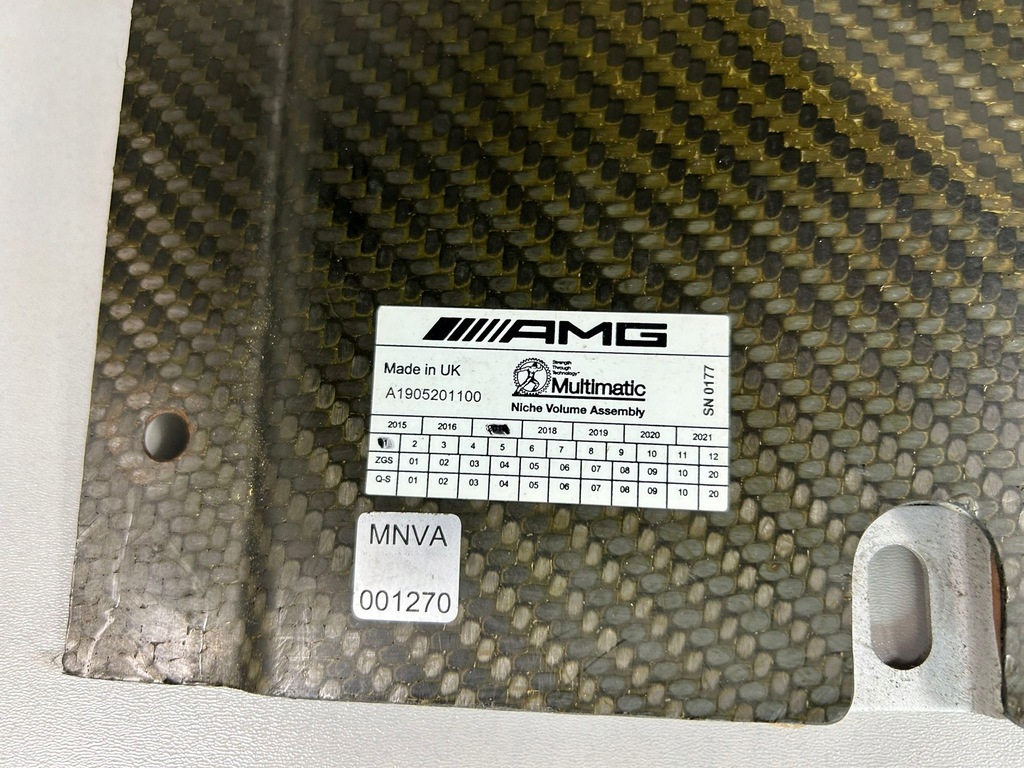 AMG
Made in UK
A1905201100
Strength
Through
Technology™
Multimatic
Niche Volume Assembly
SN 0177
2015 2016 2018 2019 2020 2021
1 2 3 4 5 6 7 8 9 10 11 12
ZGS 01 02 03 04 05 06 07 08 09 10 20
Q-S 01 02 03 04 05 06 07 08 09 10 20
MNVA
001270